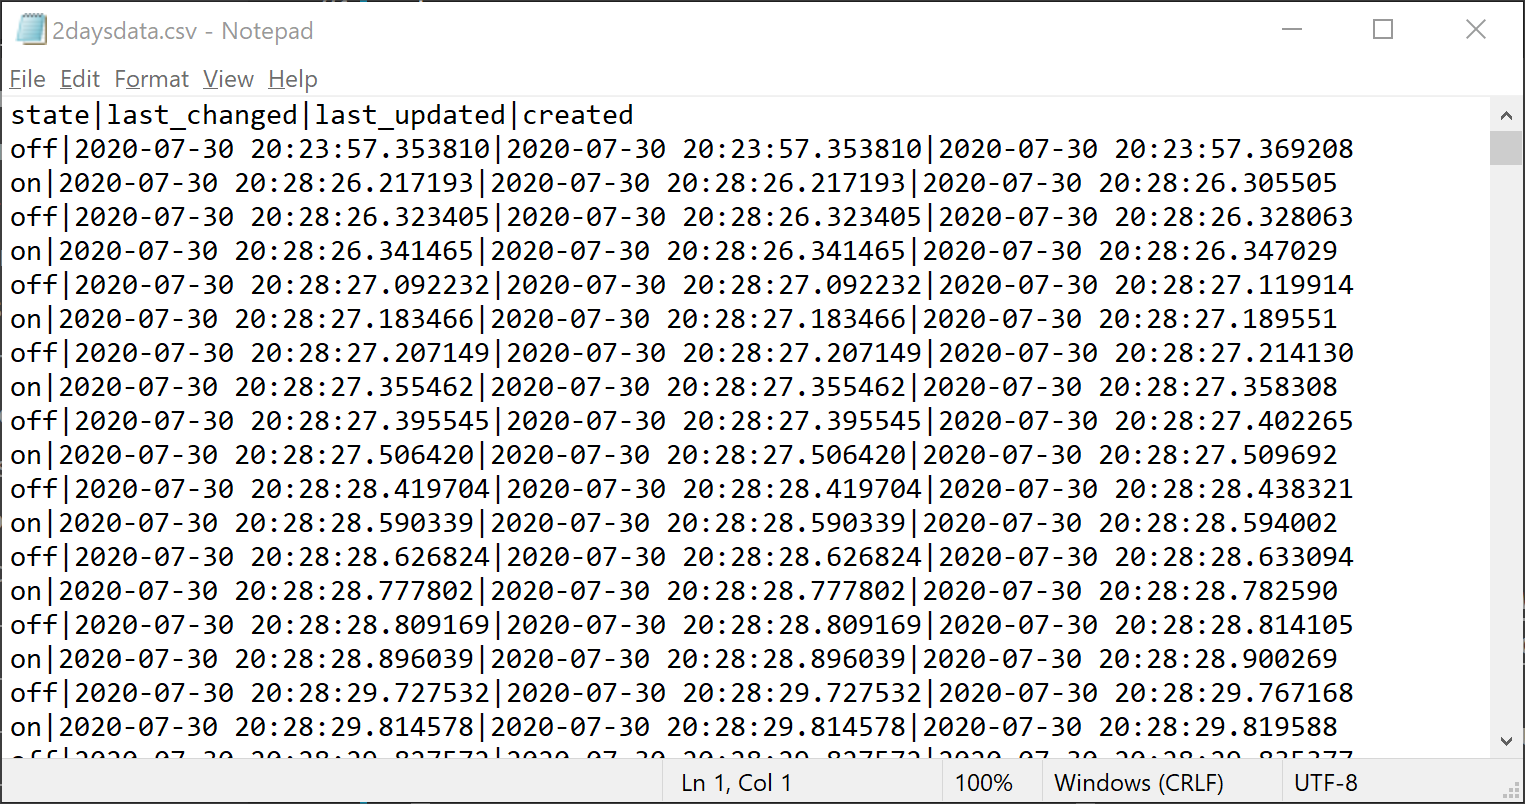 2daysdata.csv - Notepad
File Edit Format View Help
state|last_changed|last_updated|created
off|2020-07-30 20:23:57.353810|2020-07-30 20:23:57.353810|2020-07-30 20:23:57.369208
on|2020-07-30 20:28:26.217193|2020-07-30 20:28:26.217193|2020-07-30 20:28:26.305505
off|2020-07-30 20:28:26.323405|2020-07-30 20:28:26.323405|2020-07-30 20:28:26.328063
on|2020-07-30 20:28:26.341465|2020-07-30 20:28:26.341465|2020-07-30 20:28:26.347029
off|2020-07-30 20:28:27.092232|2020-07-30 20:28:27.092232|2020-07-30 20:28:27.119914
on|2020-07-30 20:28:27.183466|2020-07-30 20:28:27.183466|2020-07-30 20:28:27.189551
off|2020-07-30 20:28:27.207149|2020-07-30 20:28:27.207149|2020-07-30 20:28:27.214130
on|2020-07-30 20:28:27.355462|2020-07-30 20:28:27.355462|2020-07-30 20:28:27.358308
off|2020-07-30 20:28:27.395545|2020-07-30 20:28:27.395545|2020-07-30 20:28:27.402265
on|2020-07-30 20:28:27.506420|2020-07-30 20:28:27.506420|2020-07-30 20:28:27.509692
off|2020-07-30 20:28:28.419704|2020-07-30 20:28:28.419704|2020-07-30 20:28:28.438321
on|2020-07-30 20:28:28.590339|2020-07-30 20:28:28.590339|2020-07-30 20:28:28.594002
off|2020-07-30 20:28:28.626824|2020-07-30 20:28:28.626824|2020-07-30 20:28:28.633094
on|2020-07-30 20:28:28.777802|2020-07-30 20:28:28.777802|2020-07-30 20:28:28.782590
off|2020-07-30 20:28:28.809169|2020-07-30 20:28:28.809169|2020-07-30 20:28:28.814105
on|2020-07-30 20:28:28.896039|2020-07-30 20:28:28.896039|2020-07-30 20:28:28.900269
off|2020-07-30 20:28:29.727532|2020-07-30 20:28:29.727532|2020-07-30 20:28:29.767168
on|2020-07-30 20:28:29.814578|2020-07-30 20:28:29.814578|2020-07-30 20:28:29.819588
Ln 1, Col 1 100% Windows (CRLF) UTF-8